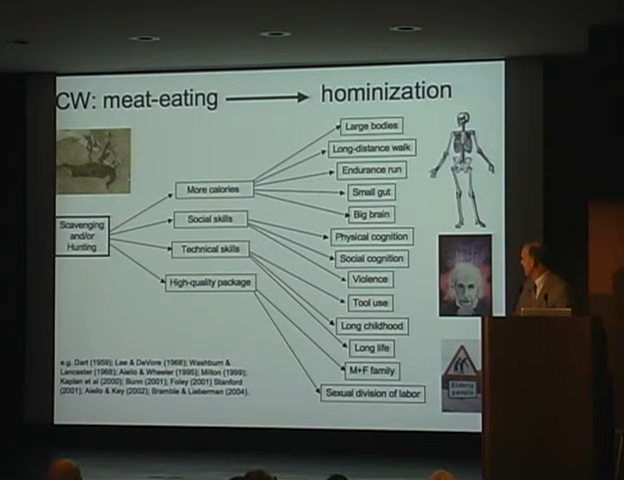 CW: meat-eating hominization
Scavenging
and/or
Hunting
More calories
Social skills
Technical skills
High-quality package
Large bodies
Long-distance walk
Endurance run
Small gut
Big brain
Physical cognition
Social cognition
Violence
Tool use
Long childhood
Long life
M+F family
Sexual division of labor
e.g. Dart (1959); Lee & DeVore (1968); Washburn &
Lancaster (1968); Aiello & Wheeler (1995); Milton (1999);
Kaplan et al (2000); Bunn (2001); Foley (2001) Stanford
(2001); Aiello & Key (2002); Bramble & Lieberman (2004).
Elderly
people